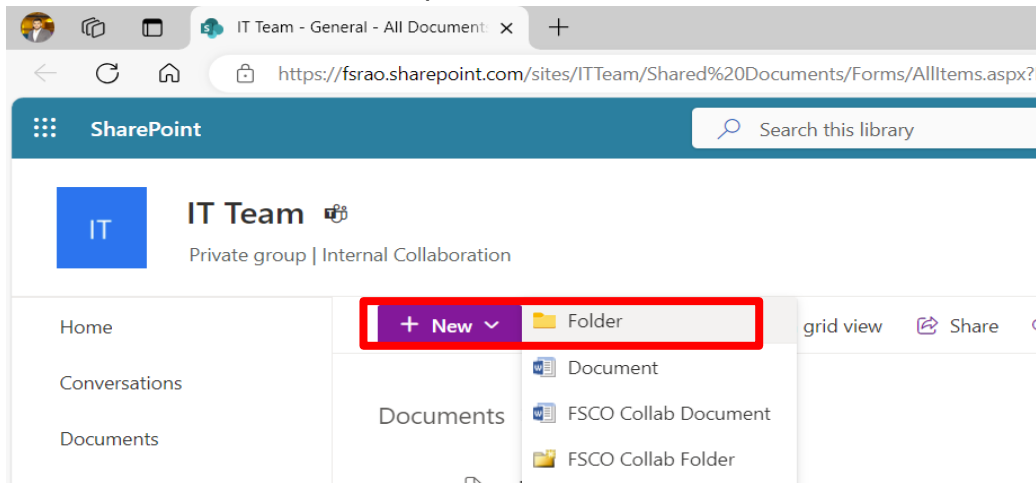 IT Team - General - All Documents
https://fsrao.sharepoint.com/sites/ITTeam/Shared%20Documents/Forms/AllItems.aspx?
SharePoint
Search this library
IT
IT Team
Private group | Internal Collaboration
Home
+ New
Folder
grid view
Share
Conversations
Document
Documents
FSCO Collab Document
Documents
FSCO Collab Folder